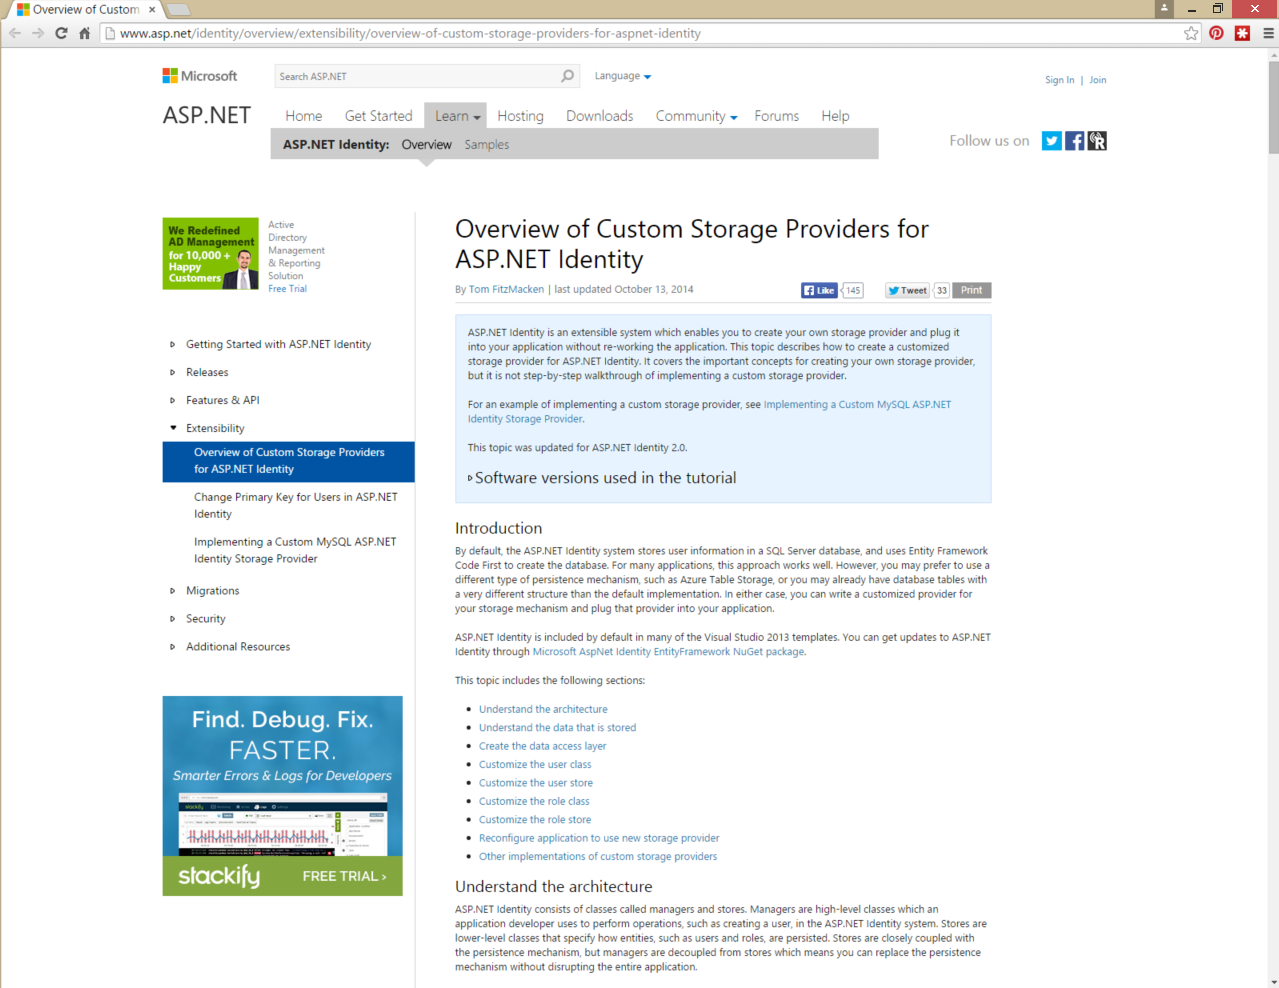 Overview of Custom
www.asp.net/identity/overview/extensibility/overview-of-custom-storage-providers-for-aspnet-identity
Microsoft
Search ASP.NET
Language
Sign In | Join
ASP.NET
Home Get Started Learn Hosting Downloads Community Forums Help
ASP.NET Identity: Overview Samples
Follow us on
We Redefined
AD Management
for 10,000 +
Happy
Customers
Active
Directory
Management
& Reporting
Solution
Free Trial
Getting Started with ASP.NET Identity
Releases
Features & API
Extensibility
Overview of Custom Storage Providers
for ASP.NET Identity
Change Primary Key for Users in ASP.NET
Identity
Implementing a Custom MySQL ASP.NET
Identity Storage Provider
Migrations
Security
Additional Resources
Find. Debug. Fix.
FASTER.
Smarter Errors & Logs for Developers
stackify
stackify FREE TRIAL ›
Overview of Custom Storage Providers for
ASP.NET Identity
By Tom FitzMacken | last updated October 13, 2014
Like 145 Tweet 33 Print
ASP.NET Identity is an extensible system which enables you to create your own storage provider and plug it
into your application without re-working the application. This topic describes how to create a customized
storage provider for ASP.NET Identity. It covers the important concepts for creating your own storage provider,
but it is not step-by-step walkthrough of implementing a custom storage provider.
For an example of implementing a custom storage provider, see Implementing a Custom MySQL ASP.NET
Identity Storage Provider.
This topic was updated for ASP.NET Identity 2.0.
Software versions used in the tutorial
Introduction
By default, the ASP.NET Identity system stores user information in a SQL Server database, and uses Entity Framework
Code First to create the database. For many applications, this approach works well. However, you may prefer to use a
different type of persistence mechanism, such as Azure Table Storage, or you may already have database tables with
a very different structure than the default implementation. In either case, you can write a customized provider for
your storage mechanism and plug that provider into your application.
ASP.NET Identity is included by default in many of the Visual Studio 2013 templates. You can get updates to ASP.NET
Identity through Microsoft AspNet Identity EntityFramework NuGet package.
This topic includes the following sections:
Understand the architecture
Understand the data that is stored
Create the data access layer
Customize the user class
Customize the user store
Customize the role class
Customize the role store
Reconfigure application to use new storage provider
Other implementations of custom storage providers
Understand the architecture
ASP.NET Identity consists of classes called managers and stores. Managers are high-level classes which an
application developer uses to perform operations, such as creating a user, in the ASP.NET Identity system. Stores are
lower-level classes that specify how entities, such as users and roles, are persisted. Stores are closely coupled with
the persistence mechanism, but managers are decoupled from stores which means you can replace the persistence
mechanism without disrupting the entire application.